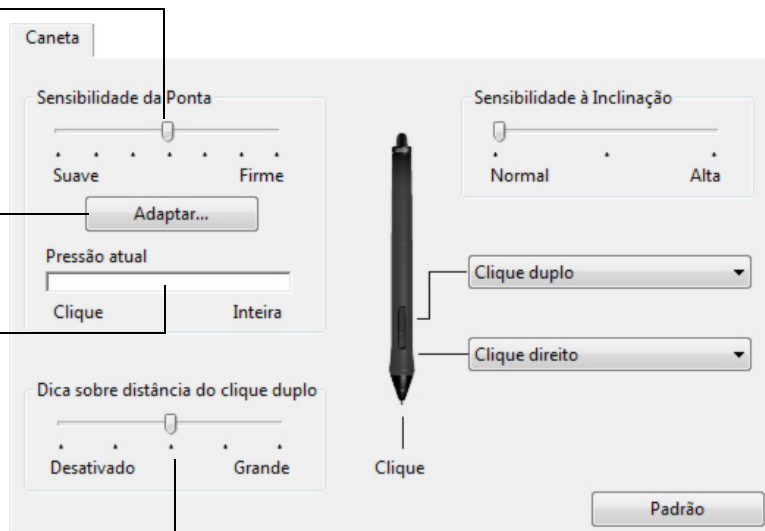 Caneta
Sensibilidade da Ponta
Suave Firme
Adaptar...
Pressão atual
Clique Inteira
Dica sobre distância do clique duplo
Desativado Grande
Clique
Sensibilidade à Inclinação
Normal Alta
Clique duplo
Clique direito
Padrão